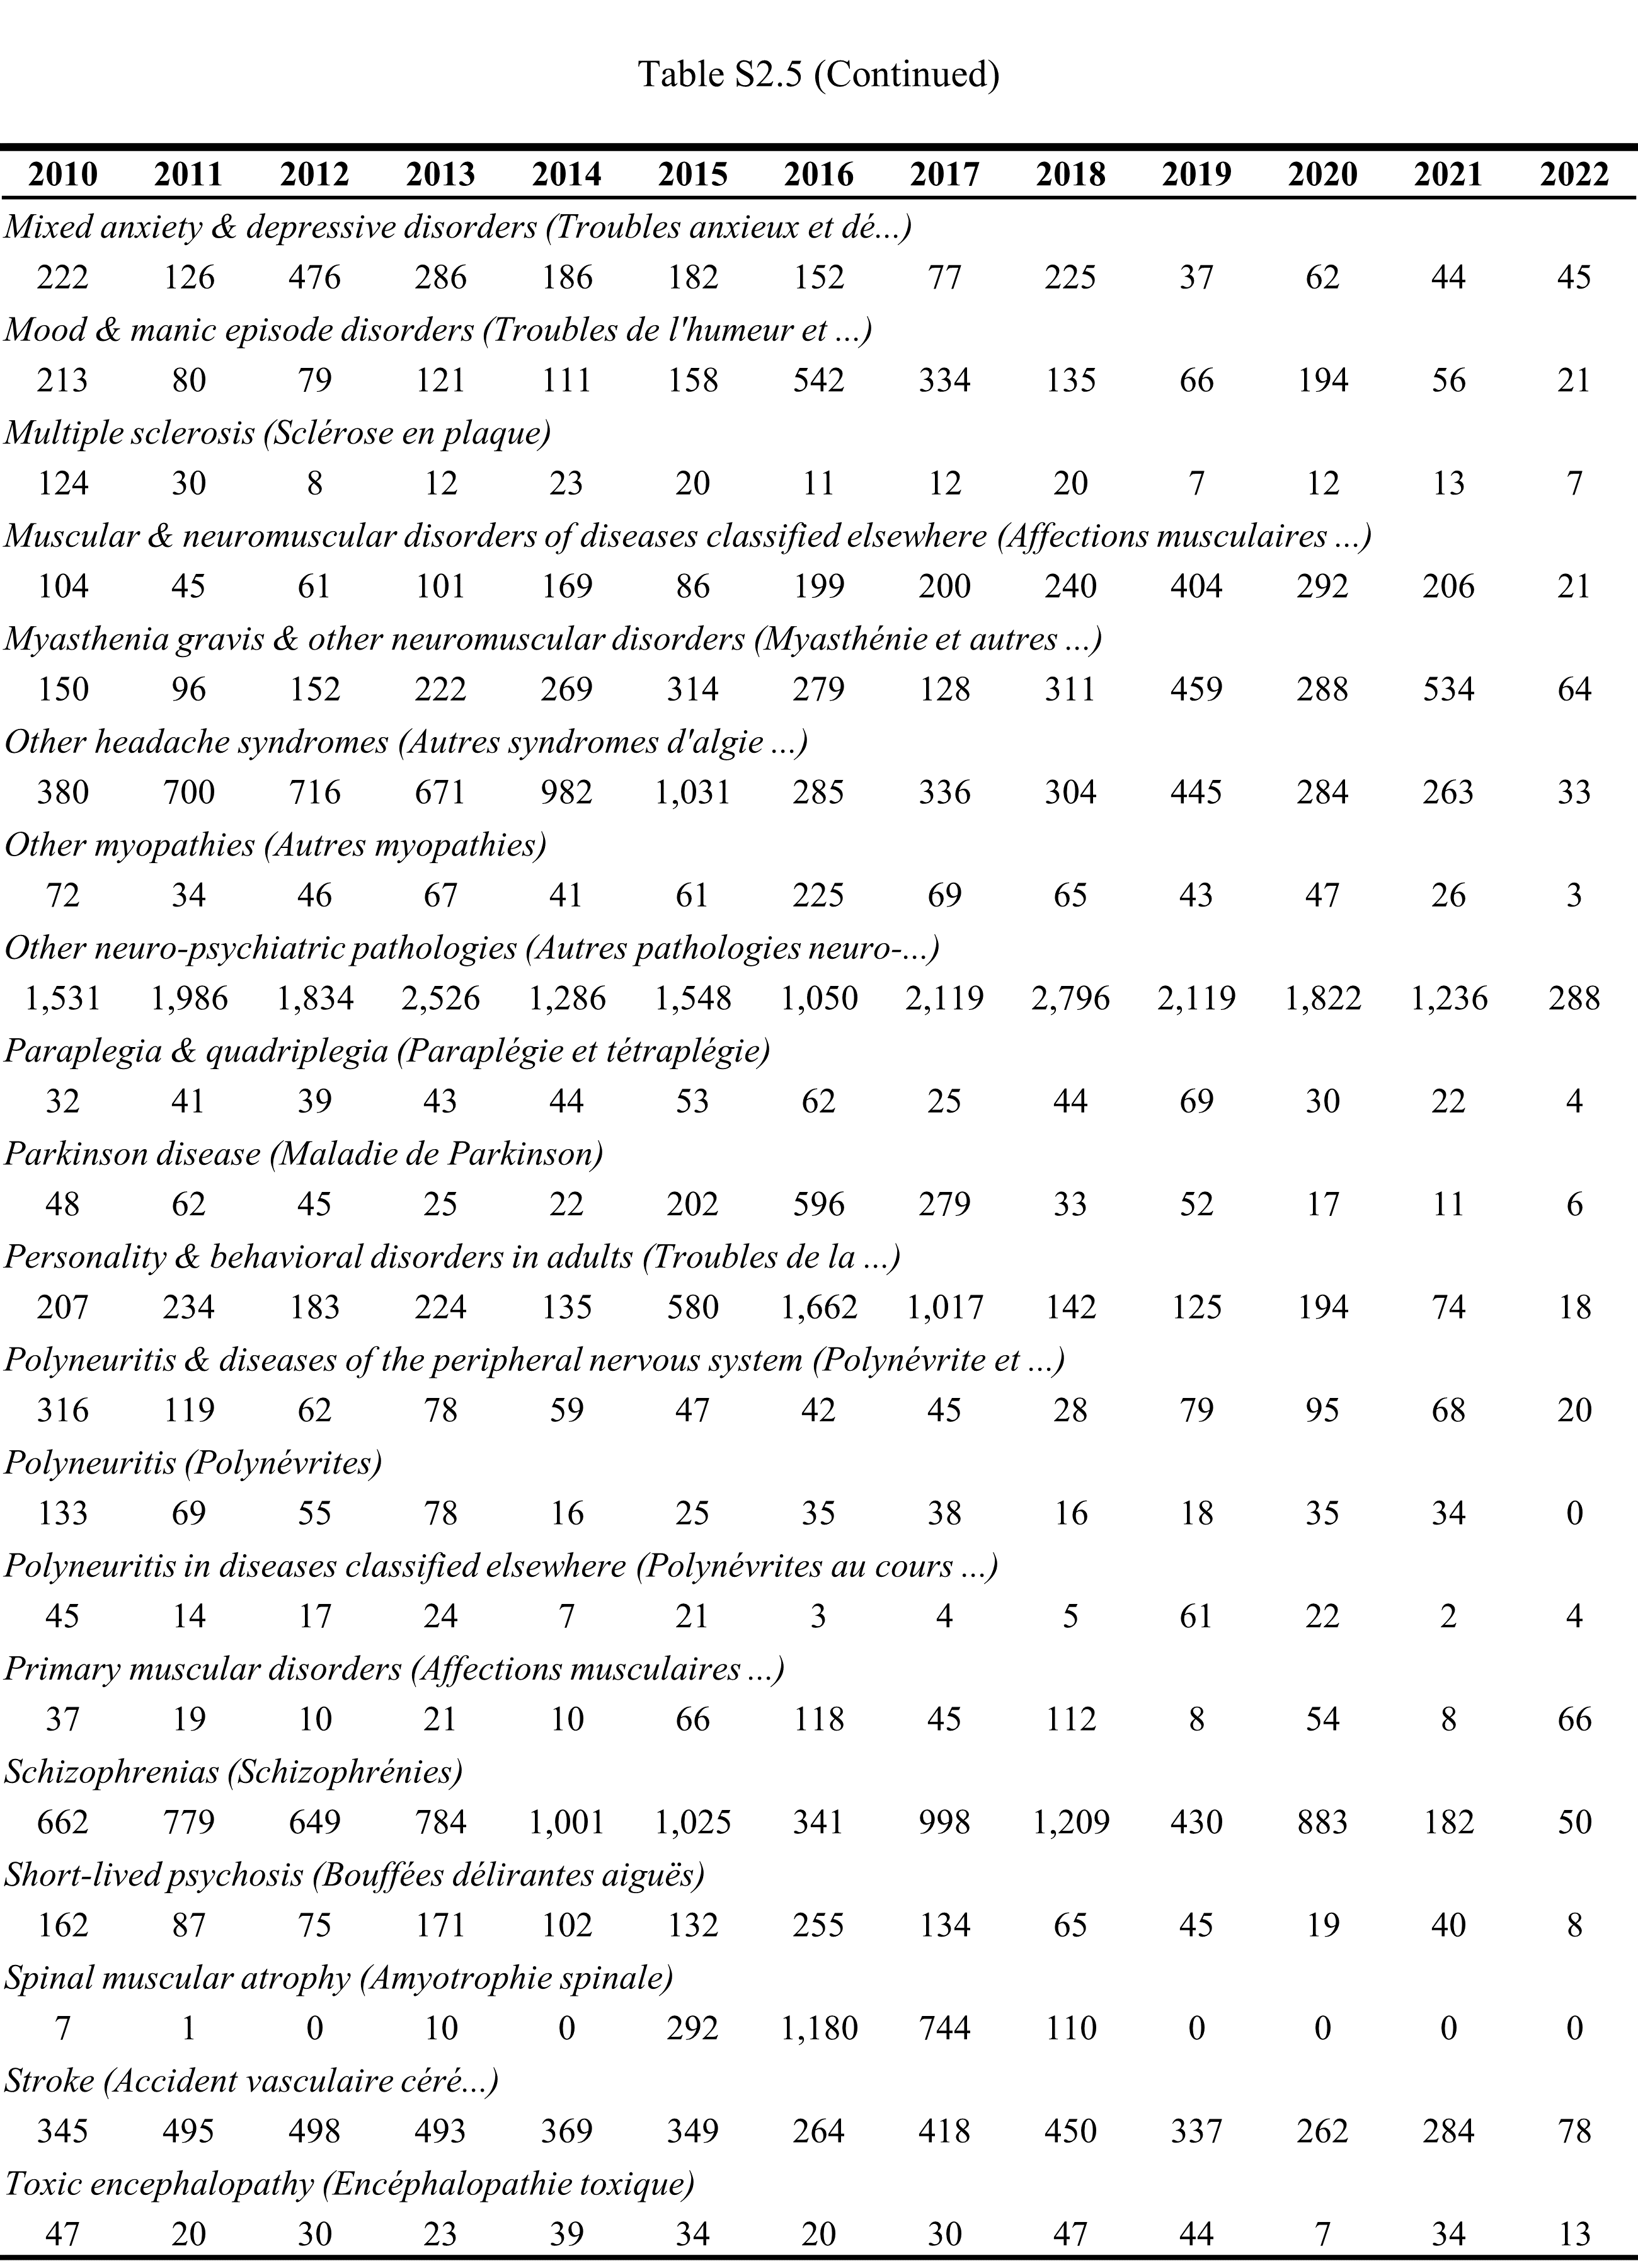 Table S2.5 (Continued)
2010 2011 2012 2013 2014 2015 2016 2017 2018 2019 2020 2021 2022
Mixed anxiety & depressive disorders (Troubles anxieux et dé...)
222 126 476 286 186 182 152 77 225 37 62 44 45
Mood & manic episode disorders (Troubles de l'humeur et ...)
213 80 79 121 111 158 542 334 135 66 194 56 21
Multiple sclerosis (Sclérose en plaque)
124 30 8 12 23 20 11 12 20 7 12 13 7
Muscular & neuromuscular disorders of diseases classified elsewhere (Affections musculaires ...)
104 45 61 101 169 86 199 200 240 404 292 206 21
Myasthenia gravis & other neuromuscular disorders (Myasthénie et autres ...)
150 96 152 222 269 314 279 128 311 459 288 534 64
Other headache syndromes (Autres syndromes d'algie ...)
380 700 716 671 982 1,031 285 336 304 445 284 263 33
Other myopathies (Autres myopathies)
72 34 46 67 41 61 225 69 65 43 47 26 3
Other neuro-psychiatric pathologies (Autres pathologies neuro-...)
1,531 1,986 1,834 2,526 1,286 1,548 1,050 2,119 2,796 2,119 1,822 1,236 288
Paraplegia & quadriplegia (Paraplégie et tétraplégie)
32 41 39 43 44 53 62 25 44 69 30 22 4
Parkinson disease (Maladie de Parkinson)
48 62 45 25 22 202 596 279 33 52 17 11 6
Personality & behavioral disorders in adults (Troubles de la ...)
207 234 183 224 135 580 1,662 1,017 142 125 194 74 18
Polyneuritis & diseases of the peripheral nervous system (Polynévrite et ...)
316 119 62 78 59 47 42 45 28 79 95 68 20
Polyneuritis (Polynévrites)
133 69 55 78 16 25 35 38 16 18 35 34 0
Polyneuritis in diseases classified elsewhere (Polynévrites au cours ...)
45 14 17 24 7 21 3 4 5 61 22 2 4
Primary muscular disorders (Affections musculaires ...)
37 19 10 21 10 66 118 45 112 8 54 8 66
Schizophrenias (Schizophrénies)
662 779 649 784 1,001 1,025 341 998 1,209 430 883 182 50
Short-lived psychosis (Bouffées délirantes aiguës)
162 87 75 171 102 132 255 134 65 45 19 40 8
Spinal muscular atrophy (Amyotrophie spinale)
7 1 0 10 0 292 1,180 744 110 0 0 0 0
Stroke (Accident vasculaire céré...)
345 495 498 493 369 349 264 418 450 337 262 284 78
Toxic encephalopathy (Encéphalopathie toxique)
47 20 30 23 39 34 20 30 47 44 7 34 13